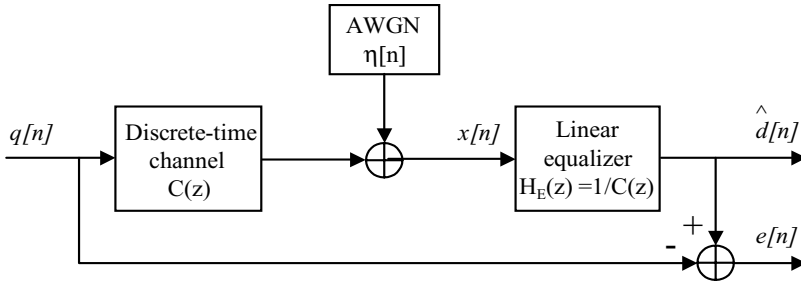 AWGN
η[n]
q[n]
Discrete-time
channel
C(z)
x[n]
Linear
equalizer
H_E(z) =1/C(z)
^
d[n]
+
-
e[n]